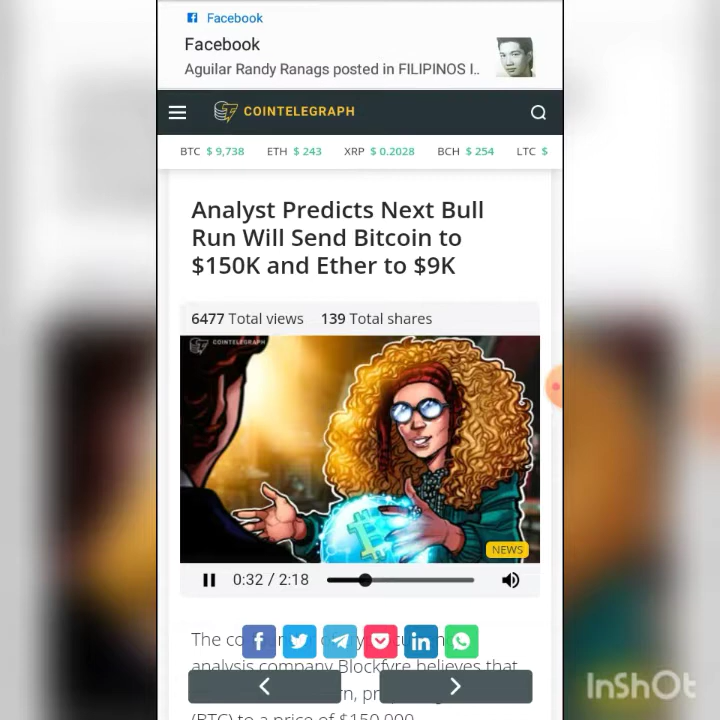 Facebook
Facebook
Aguilar Randy Ranags posted in FILIPINOS I..
COINTELEGRAPH
BTC $ 9,738 ETH $ 243 XRP $ 0.2028 BCH $ 254 LTC $
Analyst Predicts Next Bull
Run Will Send Bitcoin to
$150K and Ether to $9K
6477 Total views 139 Total shares
COINTELEGRAPH
NEWS
0:32 / 2:18
The
analysis company Blockfyre believes that
(BTC) to a price of $150,000
InShOt